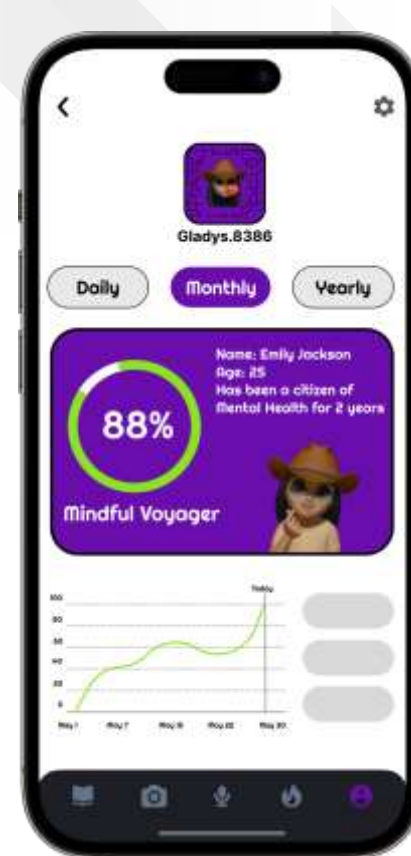 Gladys.8386
Daily Monthly Yearly
Name: Emily Jackson
Age: 25
Has been a citizen of
Mental Health for 2 years
88%
Mindful Voyager
Today
100
80
60
40
20
0
May 1 May 7 May 15 May 22 May 30